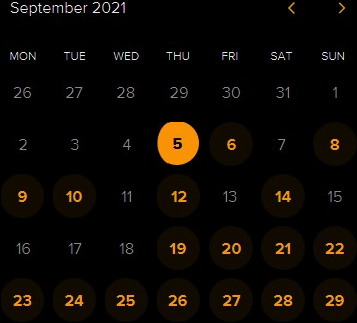 September 2021
MON TUE WED THU FRI SAT SUN
26 27 28 29 30 31 1
2 3 4 5 6 7 8
9 10 11 12 13 14 15
16 17 18 19 20 21 22
23 24 25 26 27 28 29